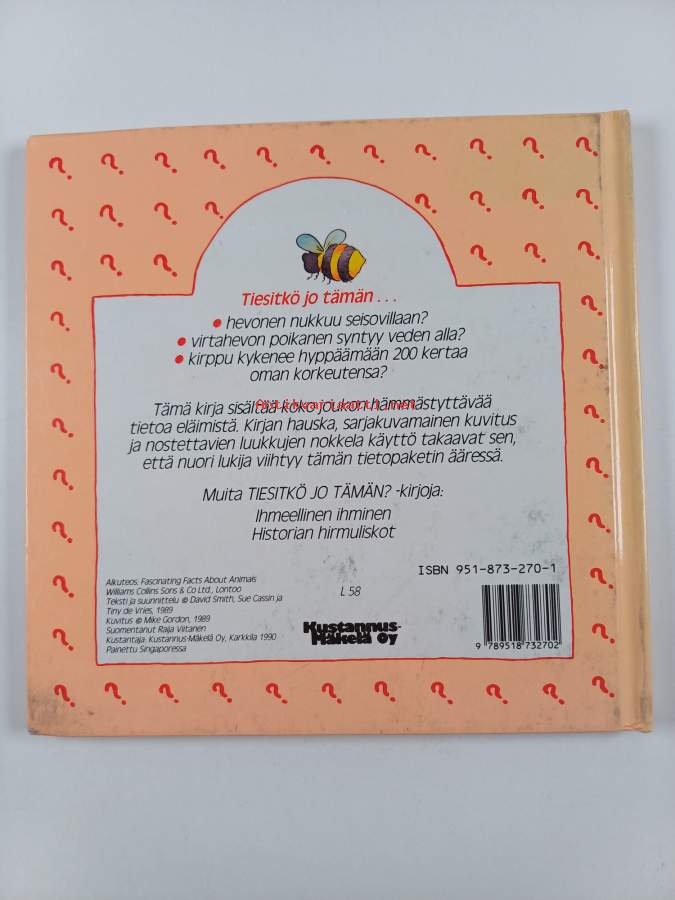 Tiesitkö jo tämän...
• hevonen nukkuu seisovillaan?
• virtahevon poikanen syntyy veden alla?
• kirppu kykenee hyppäämään 200 kertaa
oman korkeutensa?
Tämä kirja sisältää koko joukon hämmästyttävää
tietoa eläimistä. Kirjan hauska, sarjakuvamainen kuvitus
ja nostettavien luukkujen nokkela käyttö takaavat sen,
että nuori lukija viihtyy tämän tietopaketin ääressä.
Muita TIESITKÖ JO TÄMÄN? -kirjoja:
Ihmeellinen ihminen
Historian hirmuliskot
ISBN 951-873-270-1
Alkuteos: Fascinating Facts About Animals
Williams Collins Sons & Co Ltd., Lontoo
Teksti ja suunnittelu © David Smith, Sue Cassin ja
Tiny de Vries, 1989
Kuvitus © Mike Gordon, 1989
Suomentanut Raija Viitanen
Kustantaja: Kustannus-Mäkelä Oy, Karkkila 1990
Painettu Singaporessa
L 58
Kustannus-
Mäkelä Oy
9 789518 732702